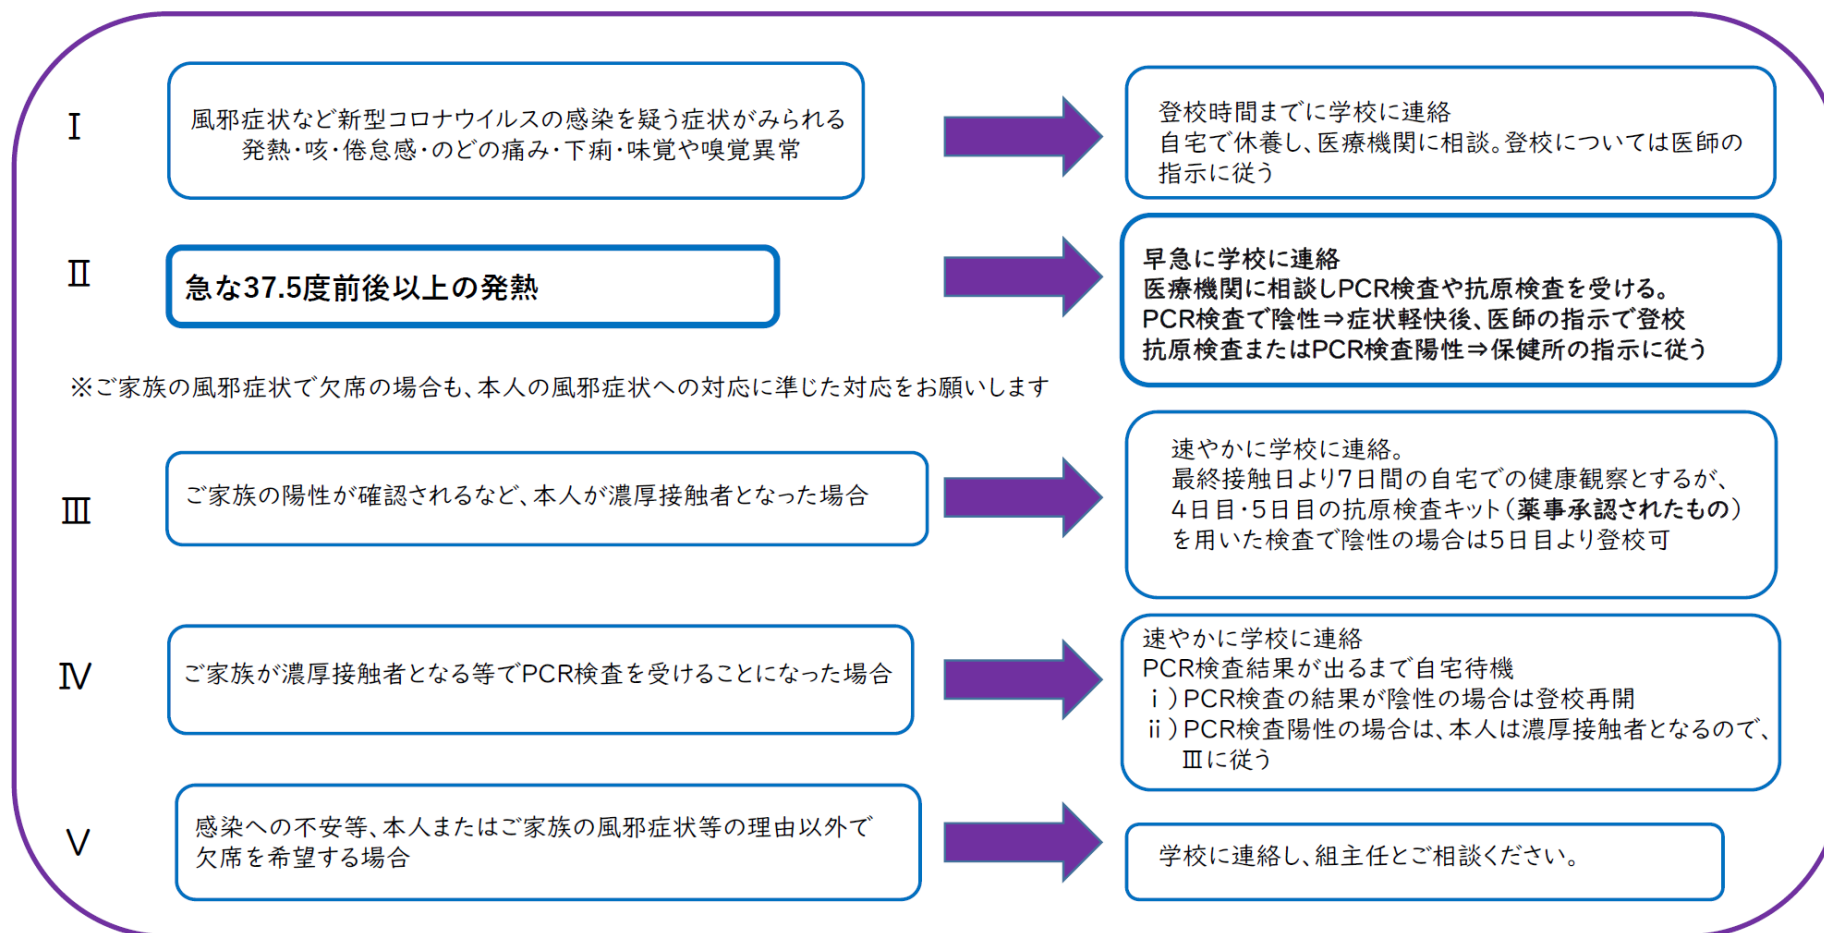 Ⅰ
風邪症状など新型コロナウイルスの感染を疑う症状がみられる
発熱・咳・倦怠感・のどの痛み・下痢・味覚や嗅覚異常
登校時間までに学校に連絡
自宅で休養し、医療機関に相談。登校については医師の
指示に従う
Ⅱ
急な37.5度前後以上の発熱
早急に学校に連絡
医療機関に相談しPCR検査や抗原検査を受ける。
PCR検査で陰性⇒症状軽快後、医師の指示で登校
抗原検査またはPCR検査陽性⇒保健所の指示に従う
※ご家族の風邪症状で欠席の場合も、本人の風邪症状への対応に準じた対応をお願いします
Ⅲ
ご家族の陽性が確認されるなど、本人が濃厚接触者となった場合
速やかに学校に連絡。
最終接触日より7日間の自宅での健康観察とするが、
4日目・5日目の抗原検査キット(薬事承認されたもの)
を用いた検査で陰性の場合は5日目より登校可
Ⅳ
ご家族が濃厚接触者となる等でPCR検査を受けることになった場合
速やかに学校に連絡
PCR検査結果が出るまで自宅待機
ⅰ)PCR検査の結果が陰性の場合は登校再開
ⅱ)PCR検査陽性の場合は、本人は濃厚接触者となるので、
Ⅲに従う
Ⅴ
感染への不安等、本人またはご家族の風邪症状等の理由以外で
欠席を希望する場合
学校に連絡し、組主任とご相談ください。